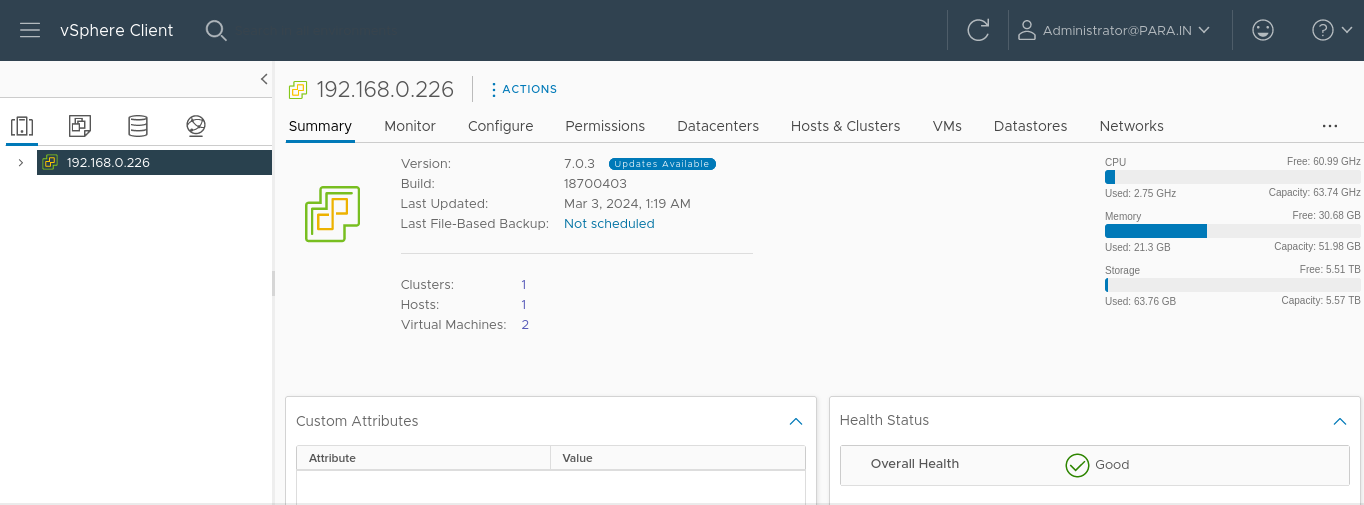 vSphere Client
Administrator@PARA.IN
192.168.0.226
ACTIONS
Summary Monitor Configure Permissions Datacenters Hosts & Clusters VMs Datastores Networks ...
192.168.0.226
Version: 7.0.3 Updates Available
Build: 18700403
Last Updated: Mar 3, 2024, 1:19 AM
Last File-Based Backup: Not scheduled
Clusters: 1
Hosts: 1
Virtual Machines: 2
CPU Free: 60.99 GHz
Used: 2.75 GHz Capacity: 63.74 GHz
Memory Free: 30.68 GB
Used: 21.3 GB Capacity: 51.98 GB
Storage Free: 5.51 TB
Used: 63.76 GB Capacity: 5.57 TB
Custom Attributes
Attribute Value
Health Status
Overall Health Good